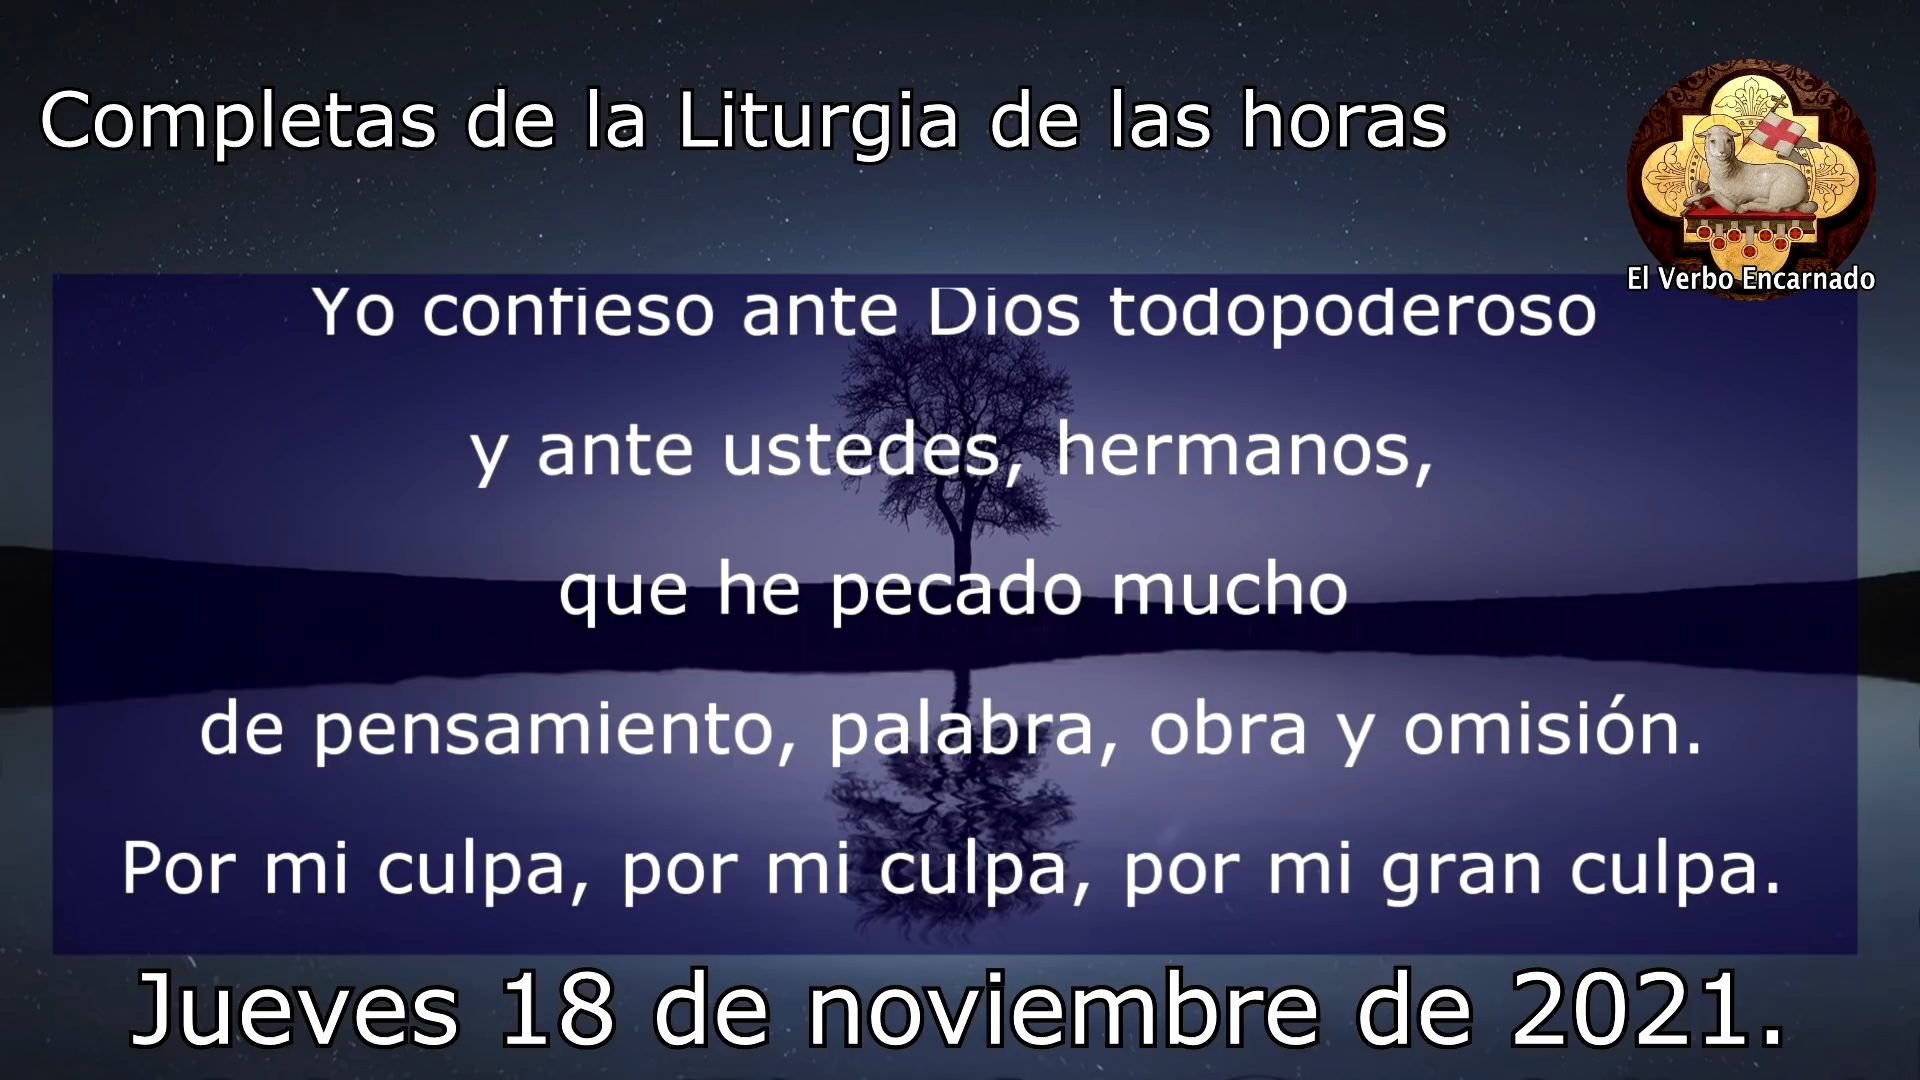 Completas de la Liturgia de las horas
El Verbo Encarnado
Yo confieso ante Dios todopoderoso
y ante ustedes, hermanos,
que he pecado mucho
de pensamiento, palabra, obra y omisión.
Por mi culpa, por mi culpa, por mi gran culpa.
Jueves 18 de noviembre de 2021.